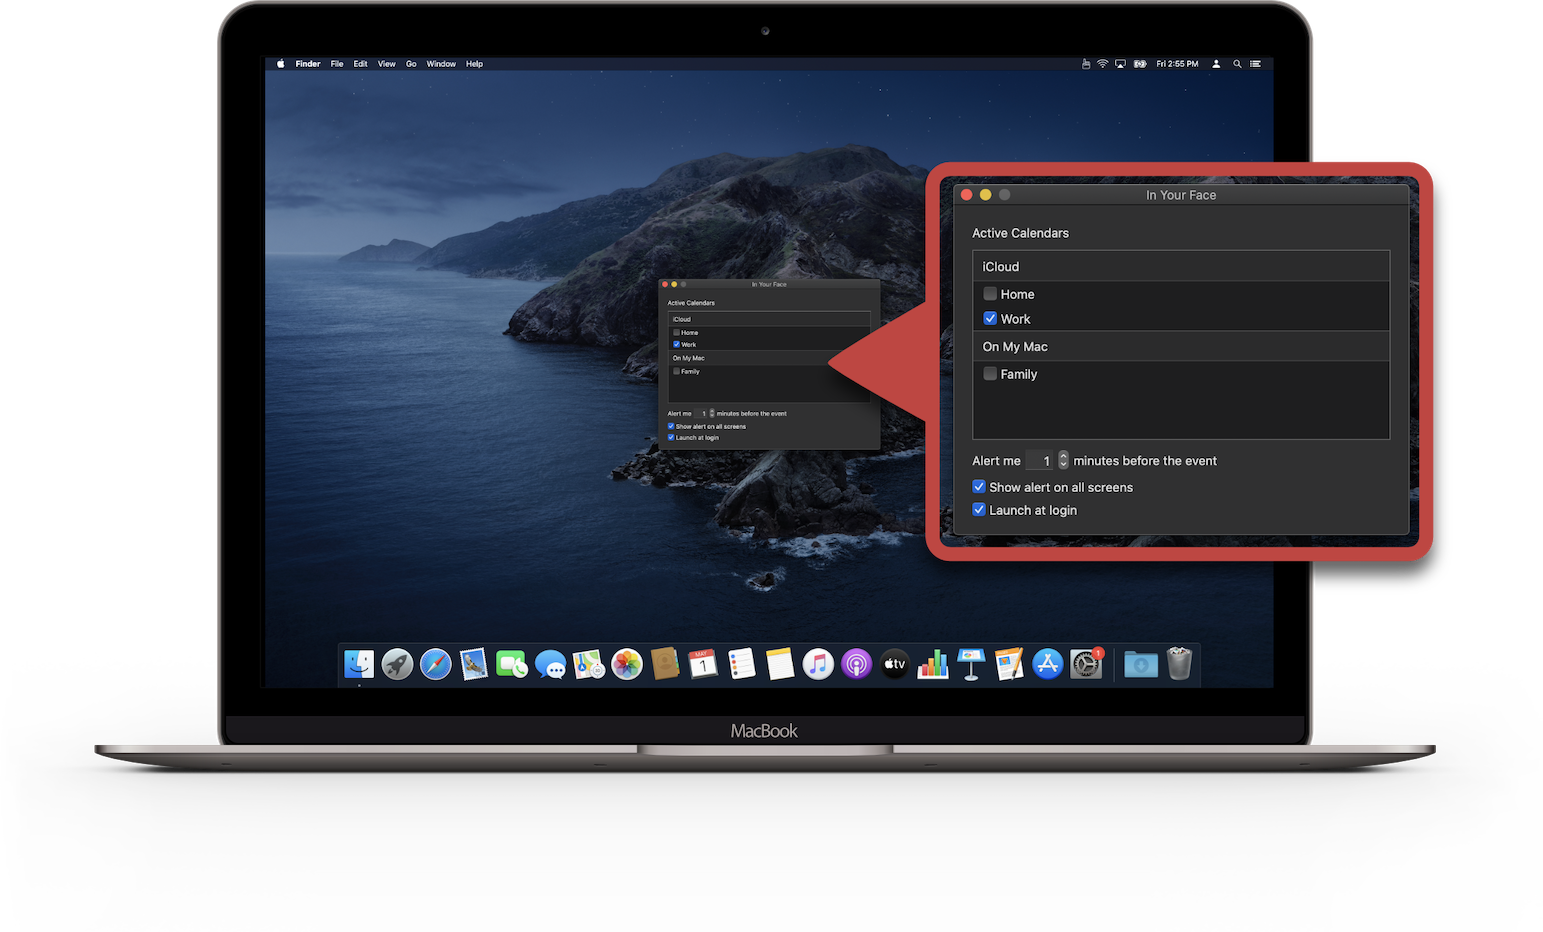 Finder File Edit View Go Window Help
Fri 2:55 PM
In Your Face
Active Calendars
iCloud
Home
Work
On My Mac
Family
Alert me 1 minutes before the event
Show alert on all screens
Launch at login
In Your Face
Active Calendars
iCloud
Home
Work
On My Mac
Family
Alert me 1 minutes before the event
Show alert on all screens
Launch at login
MAY
1
tv
1
MacBook